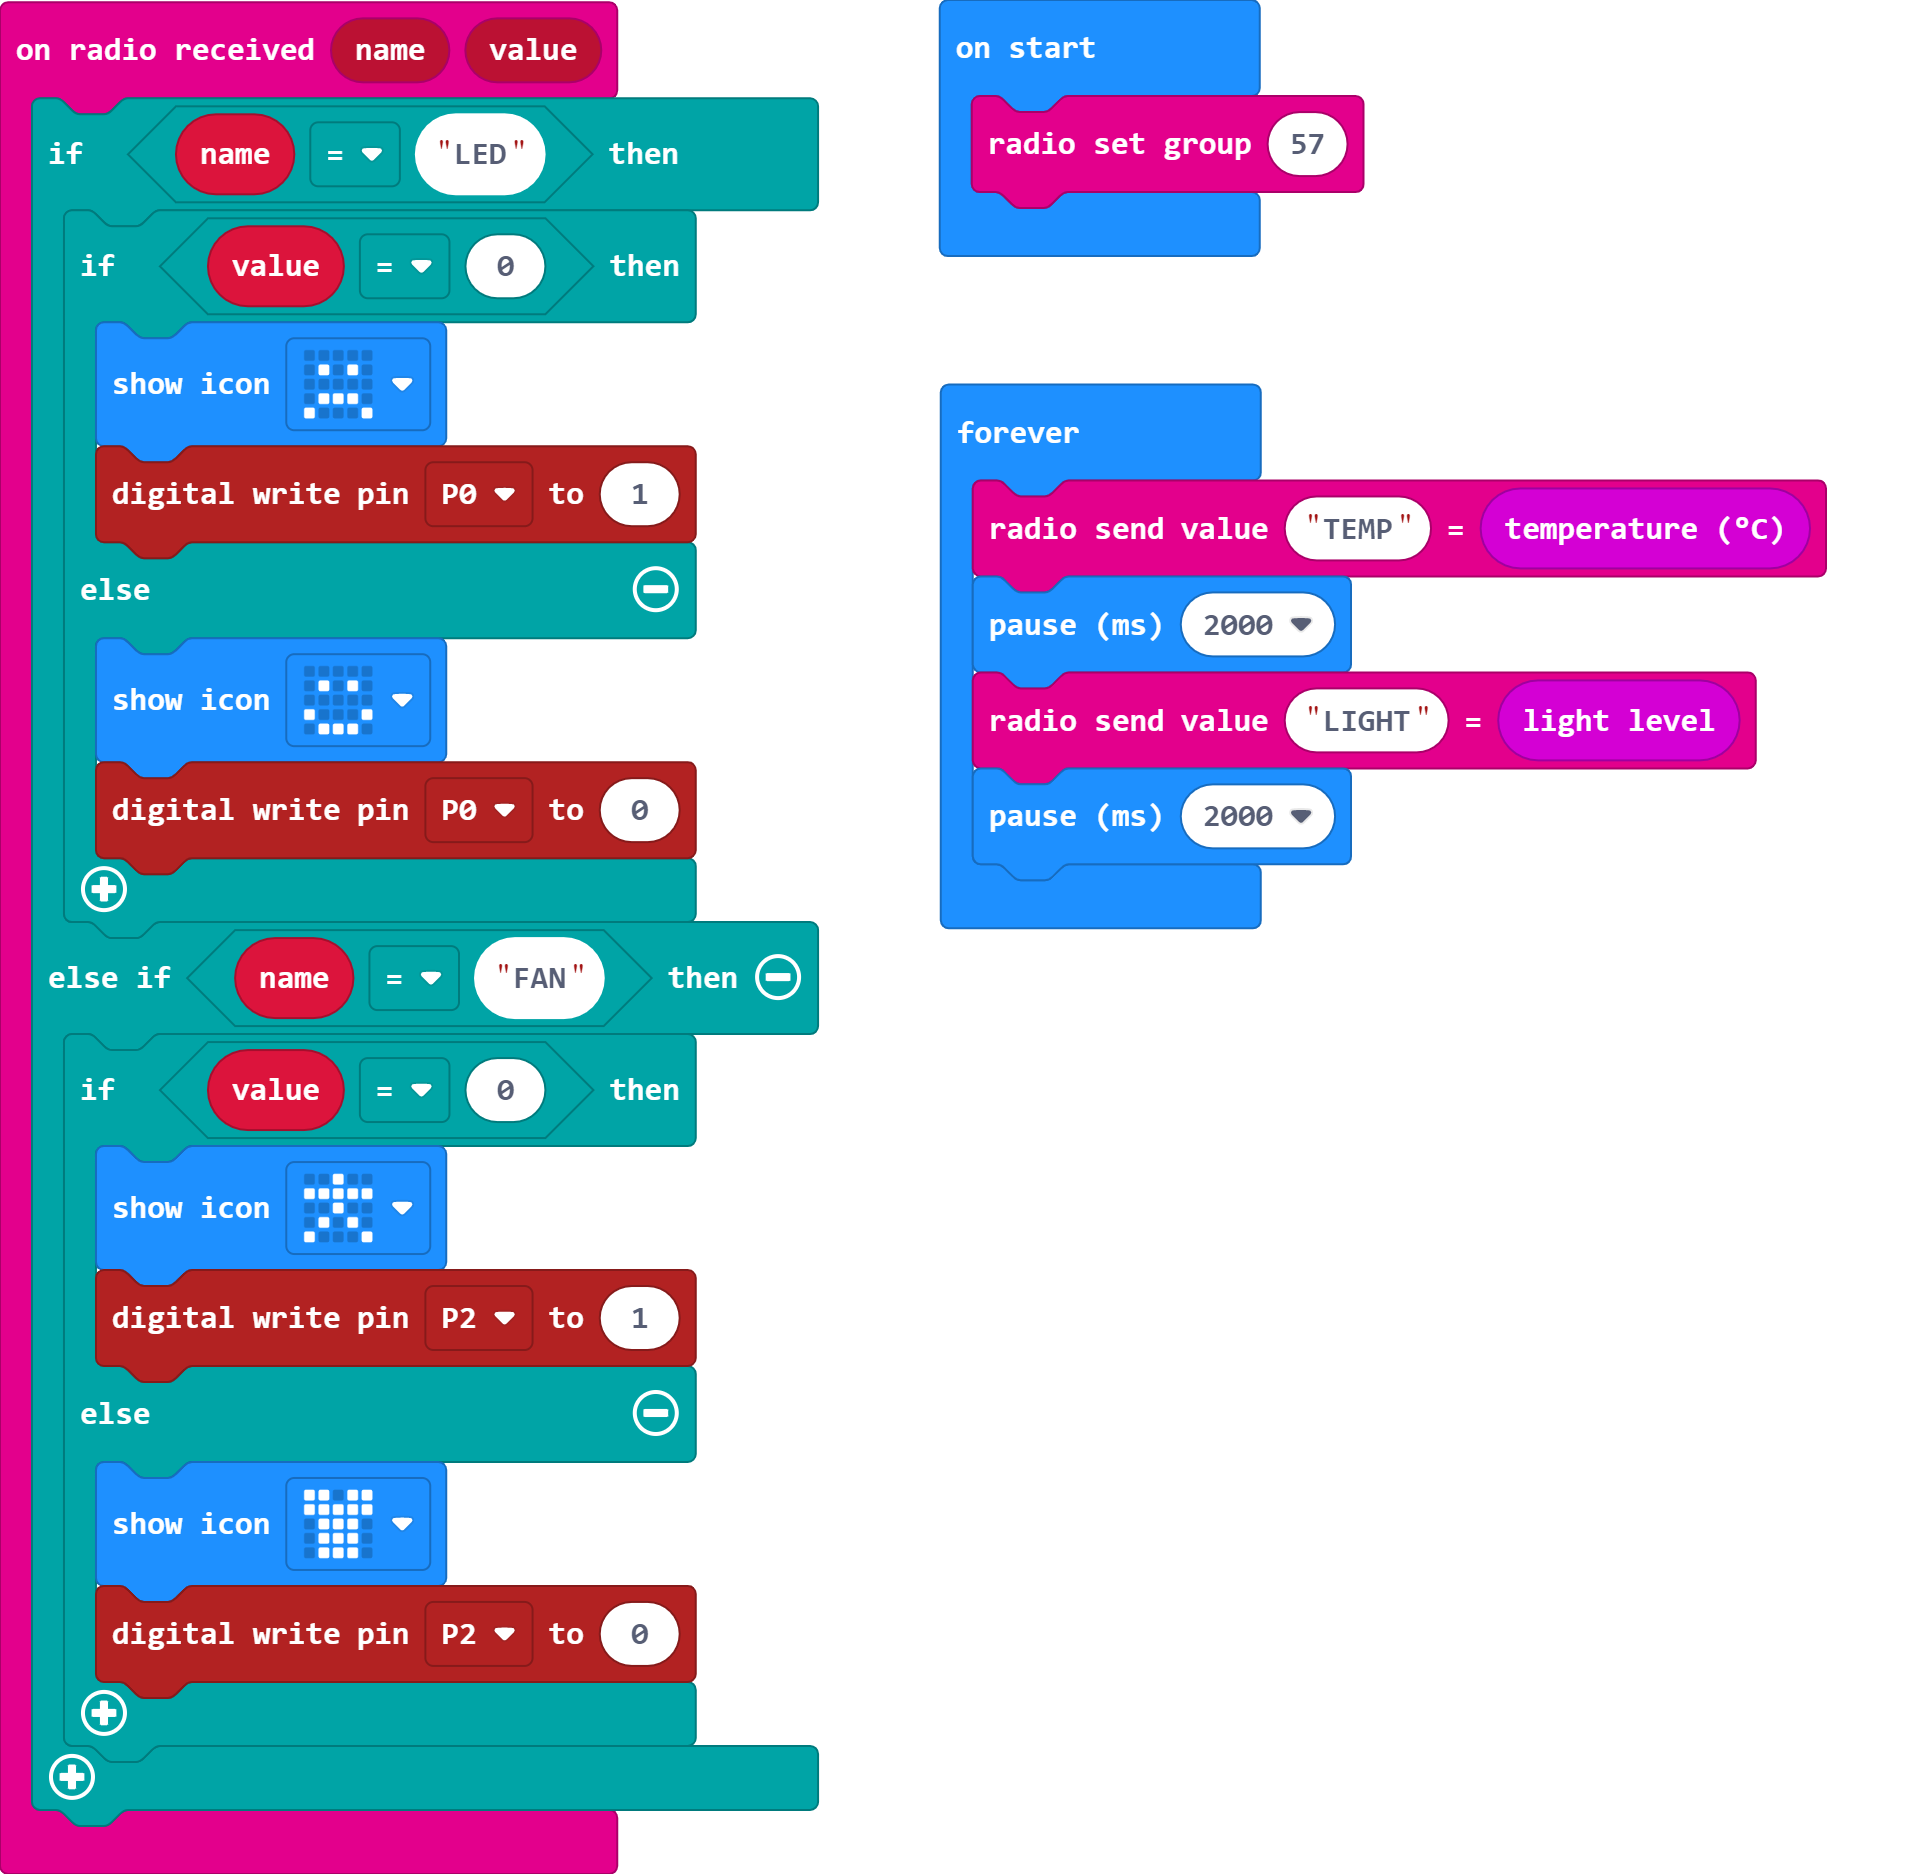 on radio received name value
if name = "LED" then
if value = 0 then
show icon
digital write pin P0 to 1
else
show icon
digital write pin P0 to 0
else if name = "FAN" then
if value = 0 then
show icon
digital write pin P2 to 1
else
show icon
digital write pin P2 to 0
on start
radio set group 57
forever
radio send value "TEMP" = temperature (°C)
pause (ms) 2000
radio send value "LIGHT" = light level
pause (ms) 2000